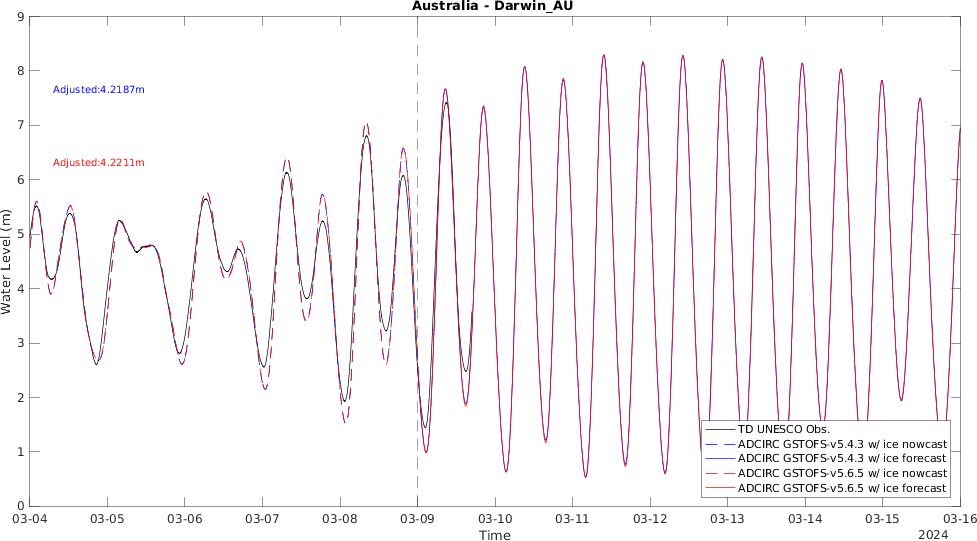 Australia - Darwin_AU
9
8
7
6
5
4
3
2
1
0
Water Level (m)
Adjusted:4.2187m
Adjusted:4.2211m
TD UNESCO Obs.
ADCIRC GSTOFS-v5.4.3 w/ ice nowcast
ADCIRC GSTOFS-v5.4.3 w/ ice forecast
ADCIRC GSTOFS-v5.6.5 w/ ice nowcast
ADCIRC GSTOFS-v5.6.5 w/ ice forecast
03-04 03-05 03-06 03-07 03-08 03-09 03-10 03-11 03-12 03-13 03-14 03-15 03-16
Time
2024